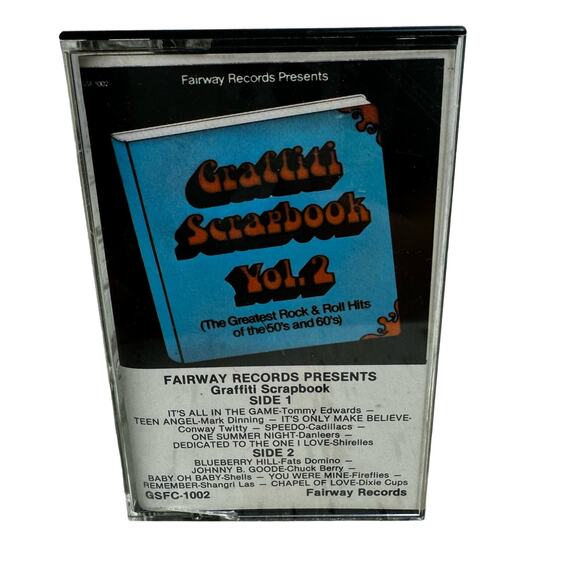 1002
Fairway Records Presents
Graffiti
Scrapbook
Vol. 2
(The Greatest Rock & Roll Hits
of the 50's and 60's)
FAIRWAY RECORDS PRESENTS
Graffiti Scrapbook
SIDE 1
IT'S ALL IN THE GAME-Tommy Edwards —
TEEN ANGEL-Mark Dinning — IT'S ONLY MAKE BELIEVE-
Conway Twitty — SPEEDO-Cadillacs —
ONE SUMMER NIGHT-Danleers —
DEDICATED TO THE ONE I LOVE-Shirelles
SIDE 2
BLUEBERRY HILL-Fats Domino —
JOHNNY B. GOODE-Chuck Berry —
BABY OH BABY-Shells — YOU WERE MINE-Fireflies —
REMEMBER-Shangri Las — CHAPEL OF LOVE-Dixie Cups
GSFC-1002 Fairway Records